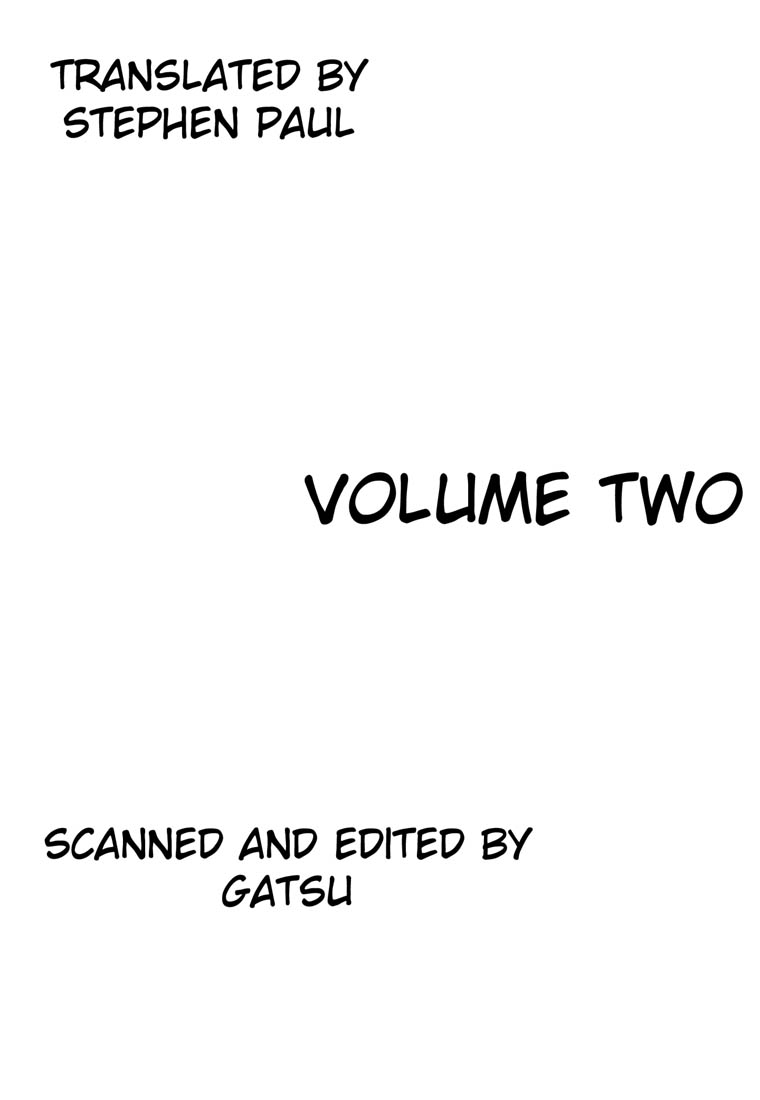 TRANSLATED BY
STEPHEN PAUL
VOLUME TWO
SCANNED AND EDITED BY
GATSU